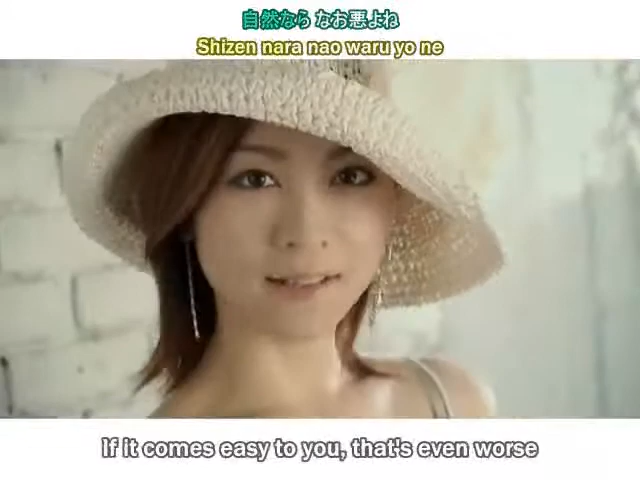 自然なら なお悪よね
Shizen nara nao waru yo ne
If it comes easy to you, that's even worse